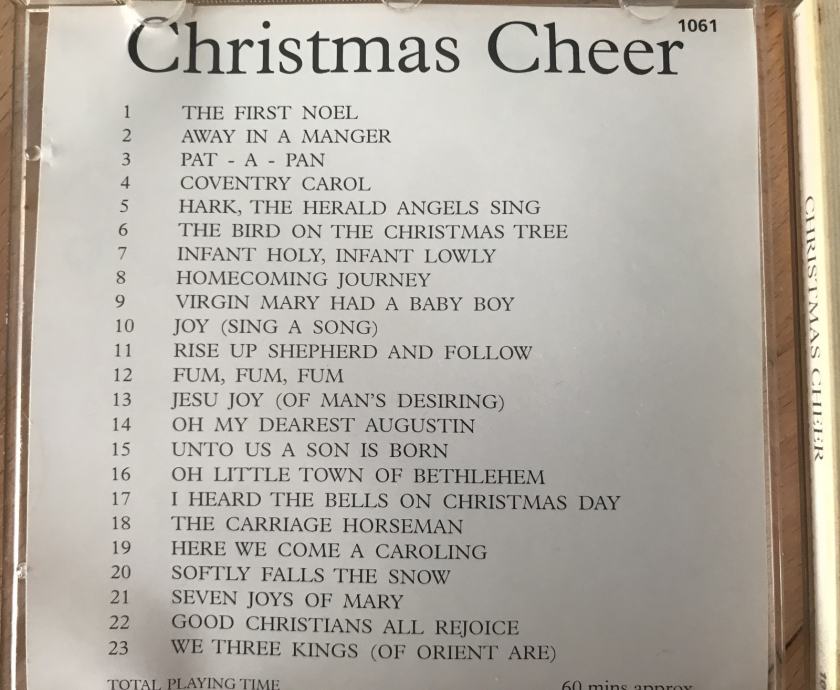 Christmas Cheer 1061
1 THE FIRST NOEL
2 AWAY IN A MANGER
3 PAT - A - PAN
4 COVENTRY CAROL
5 HARK, THE HERALD ANGELS SING
6 THE BIRD ON THE CHRISTMAS TREE
7 INFANT HOLY, INFANT LOWLY
8 HOMECOMING JOURNEY
9 VIRGIN MARY HAD A BABY BOY
10 JOY (SING A SONG)
11 RISE UP SHEPHERD AND FOLLOW
12 FUM, FUM, FUM
13 JESU JOY (OF MAN'S DESIRING)
14 OH MY DEAREST AUGUSTIN
15 UNTO US A SON IS BORN
16 OH LITTLE TOWN OF BETHLEHEM
17 I HEARD THE BELLS ON CHRISTMAS DAY
18 THE CARRIAGE HORSEMAN
19 HERE WE COME A CAROLING
20 SOFTLY FALLS THE SNOW
21 SEVEN JOYS OF MARY
22 GOOD CHRISTIANS ALL REJOICE
23 WE THREE KINGS (OF ORIENT ARE)
TOTAL PLAYING TIME 60 mins approx
CHRISTMAS CHEER